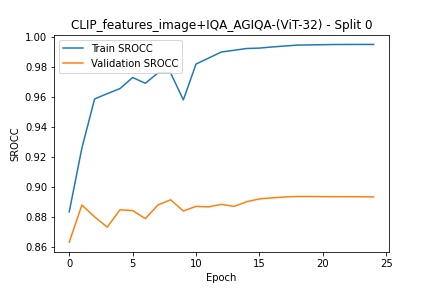 CLIP_features_image+IQA_AGIQA-(ViT-32) - Split 0
Train SROCC
Validation SROCC
1.00
0.98
0.96
0.94
0.92
0.90
0.88
0.86
SROCC
0 5 10 15 20 25
Epoch